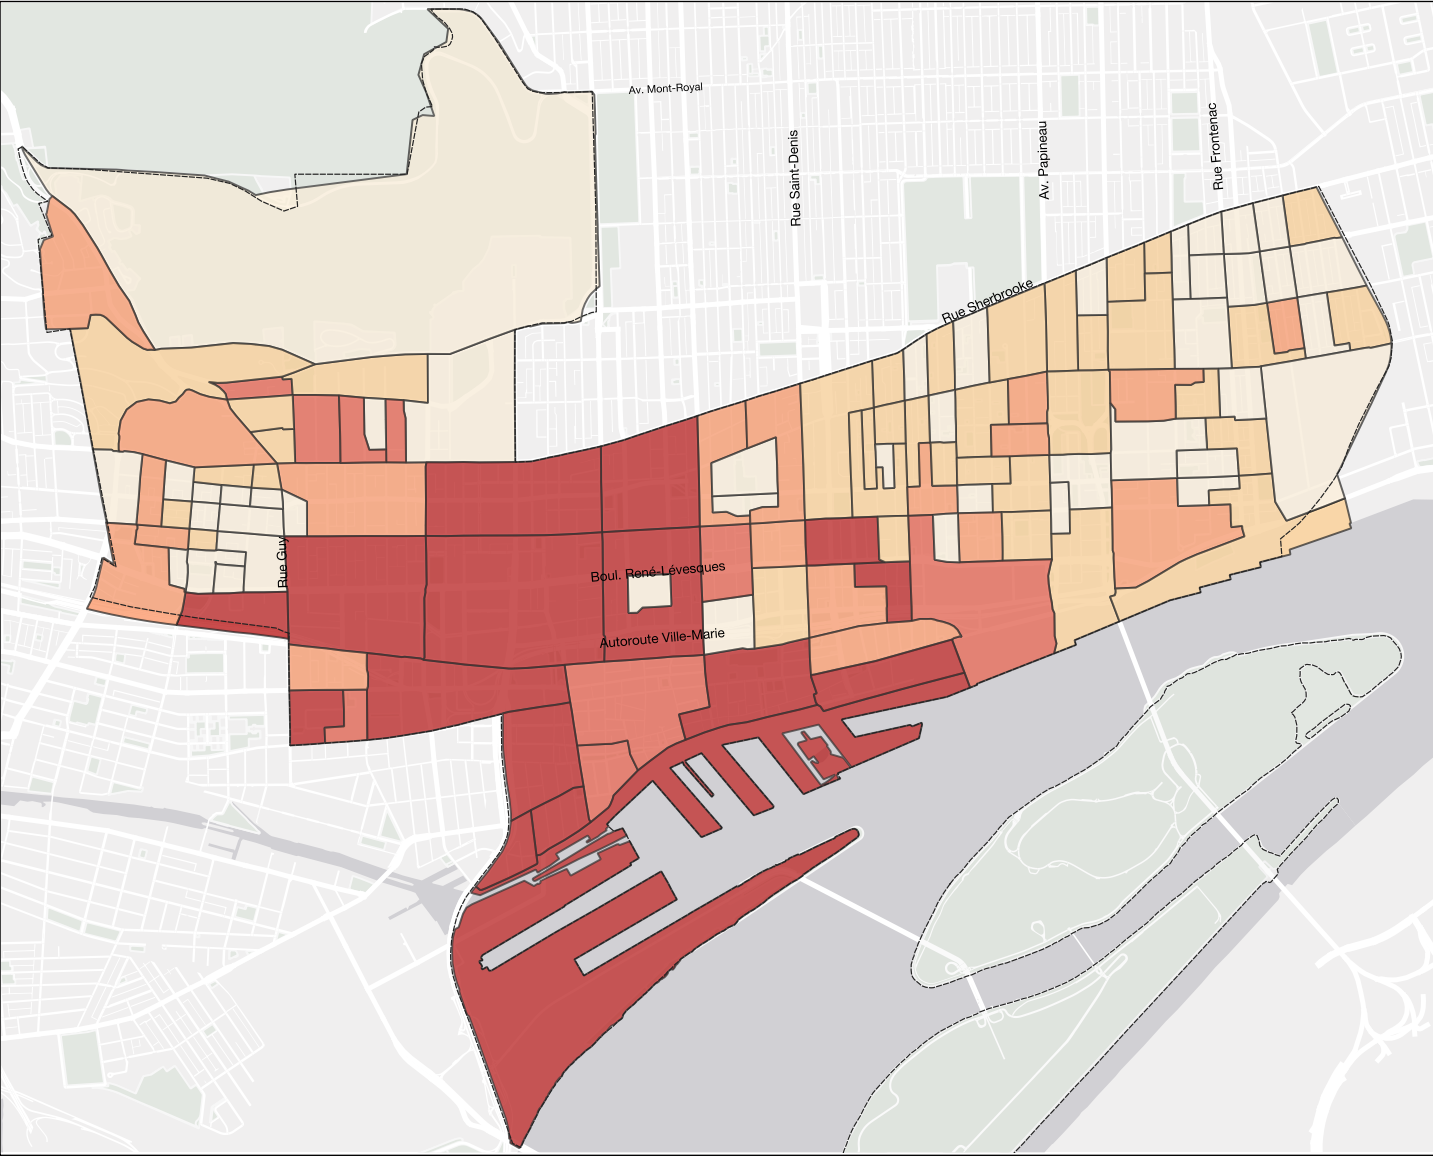 Av. Mont-Royal
Rue Saint-Denis
Av. Papineau
Rue Frontenac
Rue Sherbrooke
Rue Guy
Boul. René-Lévesques
Autoroute Ville-Marie